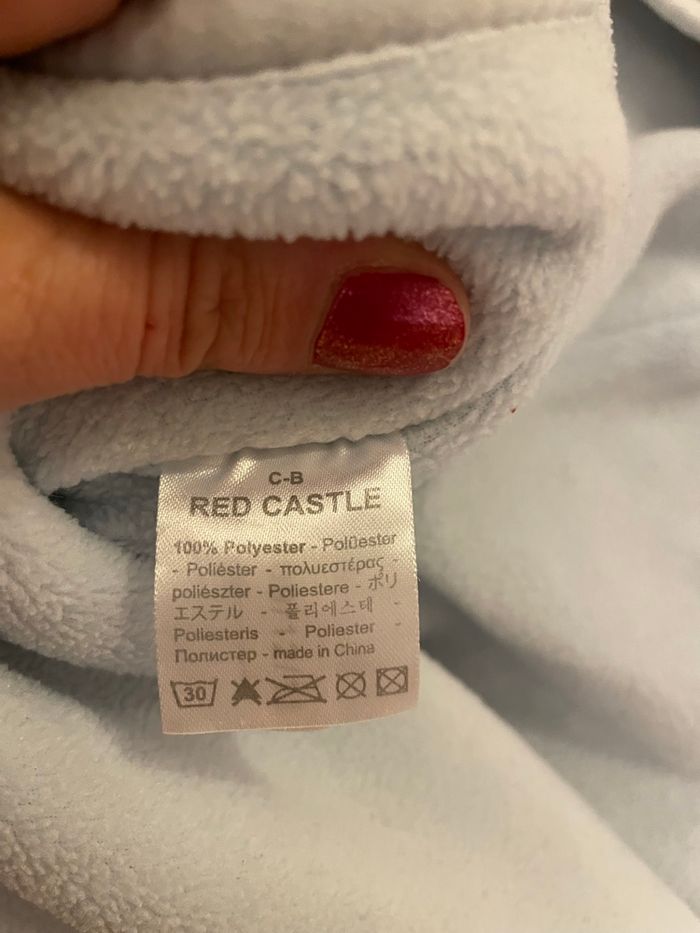 C-B
RED CASTLE
100% Polyester - Polüester
- Poliéster - πολυεστέρας -
poliészter - Poliestere - ポリ
エステル - 폴리에스테 -
Poliesteris - Poliester -
Полистер - made in China
30